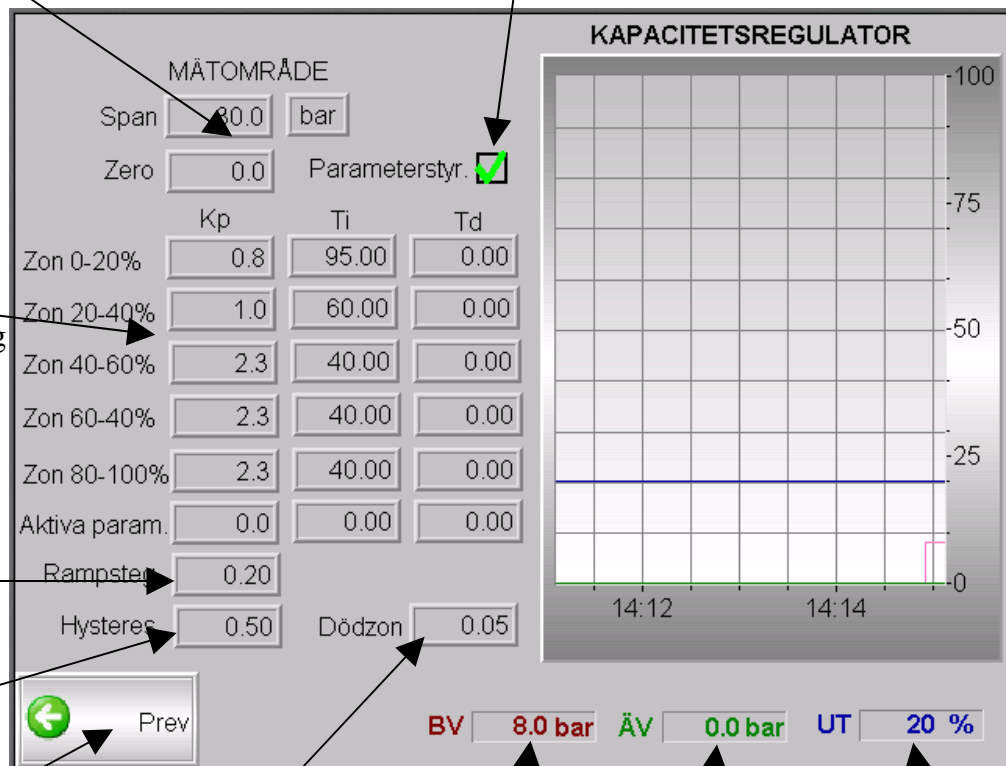 KAPACITETSREGULATOR
MÄTOMRÅDE
Span 30.0 bar
Zero 0.0 Parameterstyr.
Kp Ti Td
Zon 0-20% 0.8 95.00 0.00
Zon 20-40% 1.0 60.00 0.00
g
Zon 40-60% 2.3 40.00 0.00
Zon 60-40% 2.3 40.00 0.00
Zon 80-100% 2.3 40.00 0.00
Aktiva param. 0.0 0.00 0.00
Rampsteg 0.20
Hysteres 0.50 Dödzon 0.05
Prev
100
75
50
25
0
14:12 14:14
BV 8.0 bar ÄV 0.0 bar UT 20 %